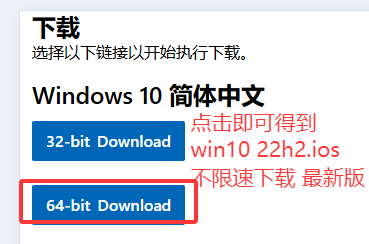 下载
选择以下链接以开始执行下载。
Windows 10 简体中文
32-bit Download
点击即可得到
win10 22h2.ios
不限速下载 最新版
64-bit Download